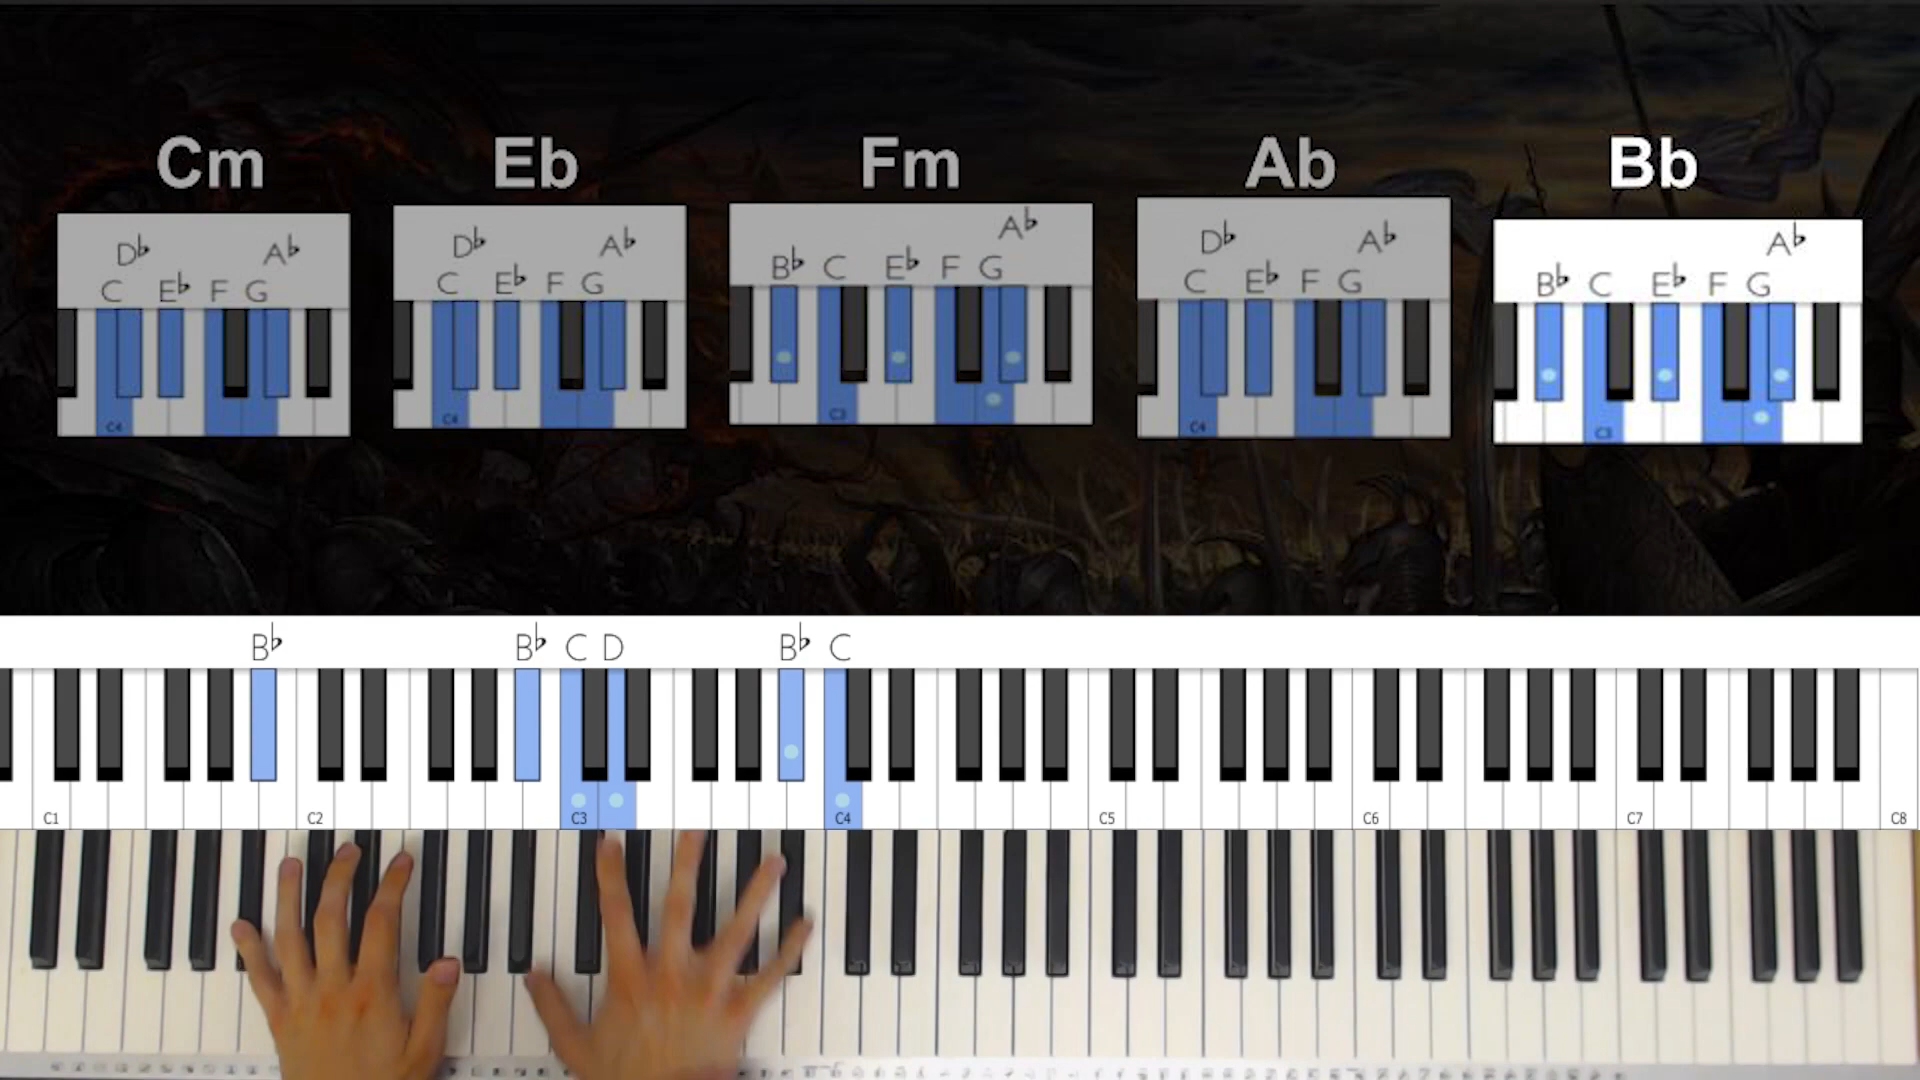 Cm Eb Fm Ab Bb
D♭ A♭
C E♭ F G
C4
D♭ A♭
C E♭ F G
C4
A♭
B♭ C E♭ F G
C3
D♭ A♭
C E♭ F G
C4
A♭
B♭ C E♭ F G
C3
B♭ B♭ C D B♭ C
C1 C2 C3 C4 C5 C6 C7 C8